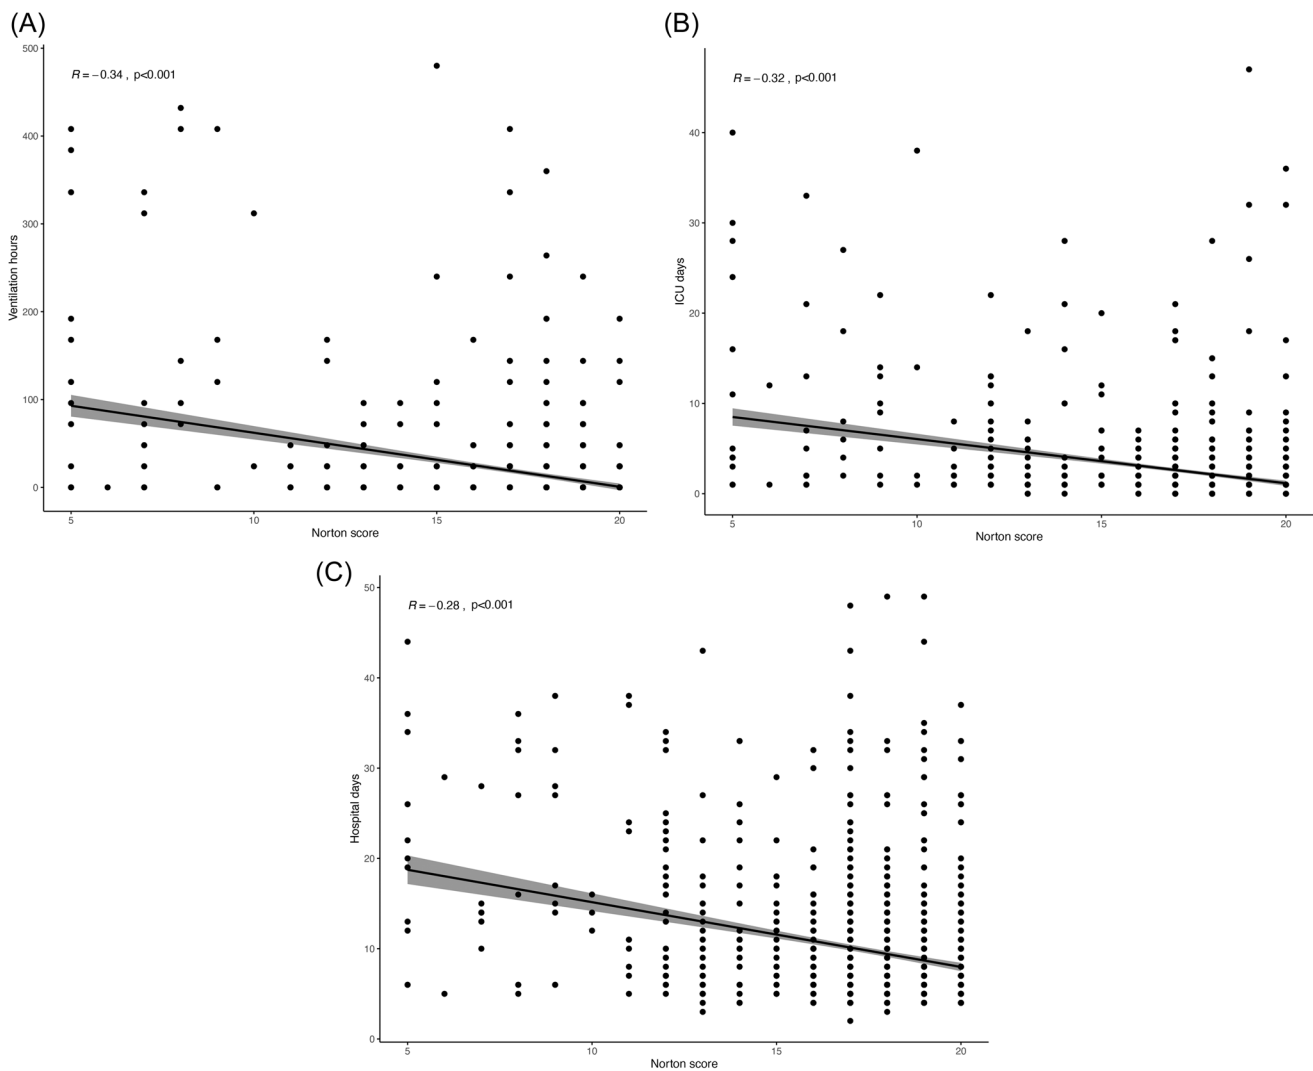 (A)
500
R = −0.34 , p<0.001
400
300
200
100
0
Ventilation hours
5 10 15 20
Norton score
(B)
R = −0.32 , p<0.001
40
30
20
10
0
ICU days
5 10 15 20
Norton score
(C)
50
R = −0.28 , p<0.001
40
30
20
10
0
Hospital days
5 10 15 20
Norton score